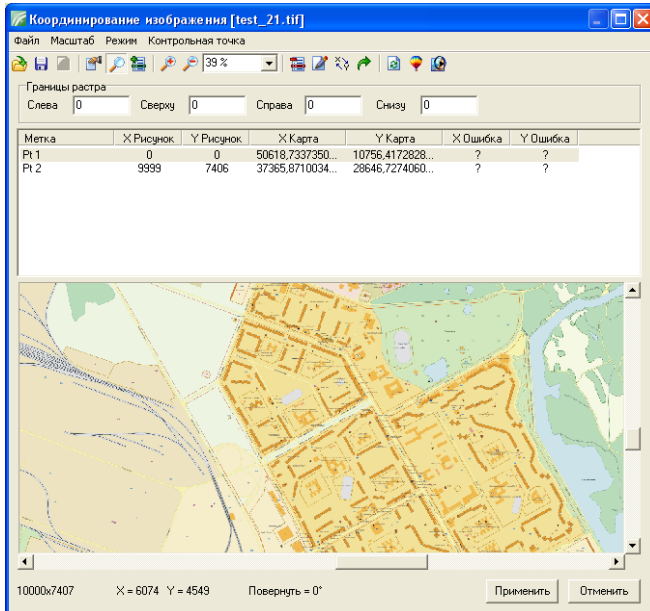 Координирование изображения [test_21.tif]
Файл Масштаб Режим Контрольная точка
39 %
Границы растра
Слева 0 Сверху 0 Справа 0 Снизу 0
Метка X Рисунок Y Рисунок X Карта Y Карта X Ошибка Y Ошибка
Pt 1 0 0 50618,7337350... 10756,4172828... ? ?
Pt 2 9999 7406 37365,8710034... 28646,7274060... ? ?
10000x7407 X = 6074 Y = 4549 Повернуть = 0° Применить Отменить